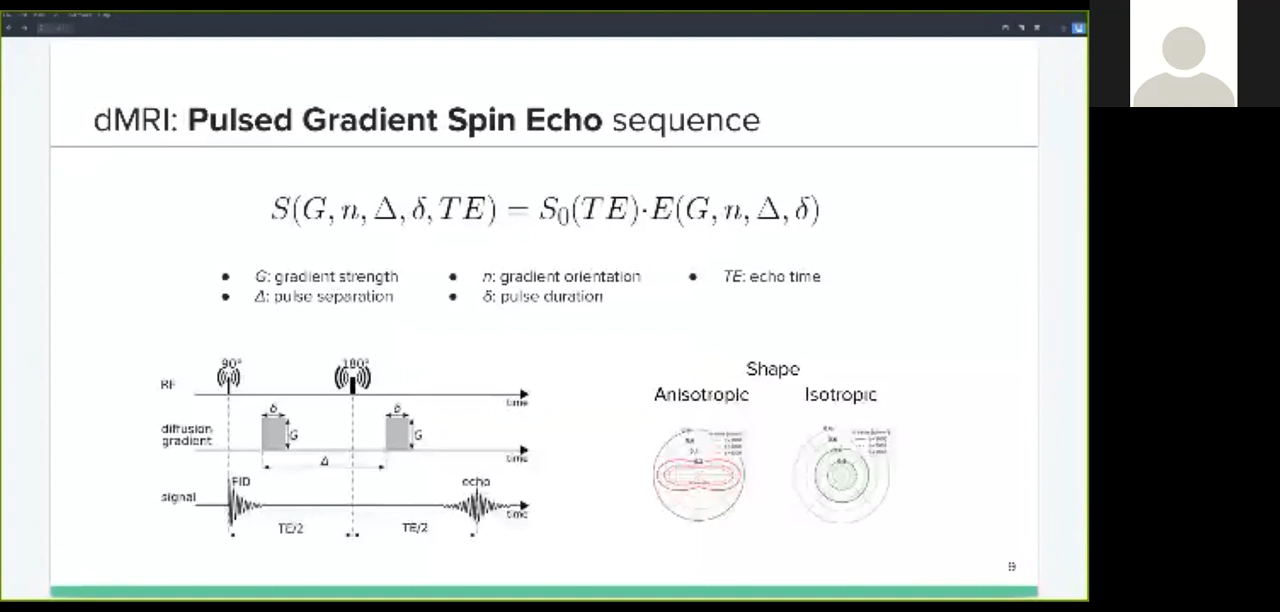 dMRI: Pulsed Gradient Spin Echo sequence
S(G, n, Δ, δ, TE) = S₀(TE)·E(G, n, Δ, δ)
● G: gradient strength
● Δ: pulse separation
● n: gradient orientation
● δ: pulse duration
● TE: echo time
90° 180°
RF
time
δ δ
diffusion
gradient
G G
time
Δ
FID echo
signal
time
TE/2 TE/2
Shape
Anisotropic Isotropic
9